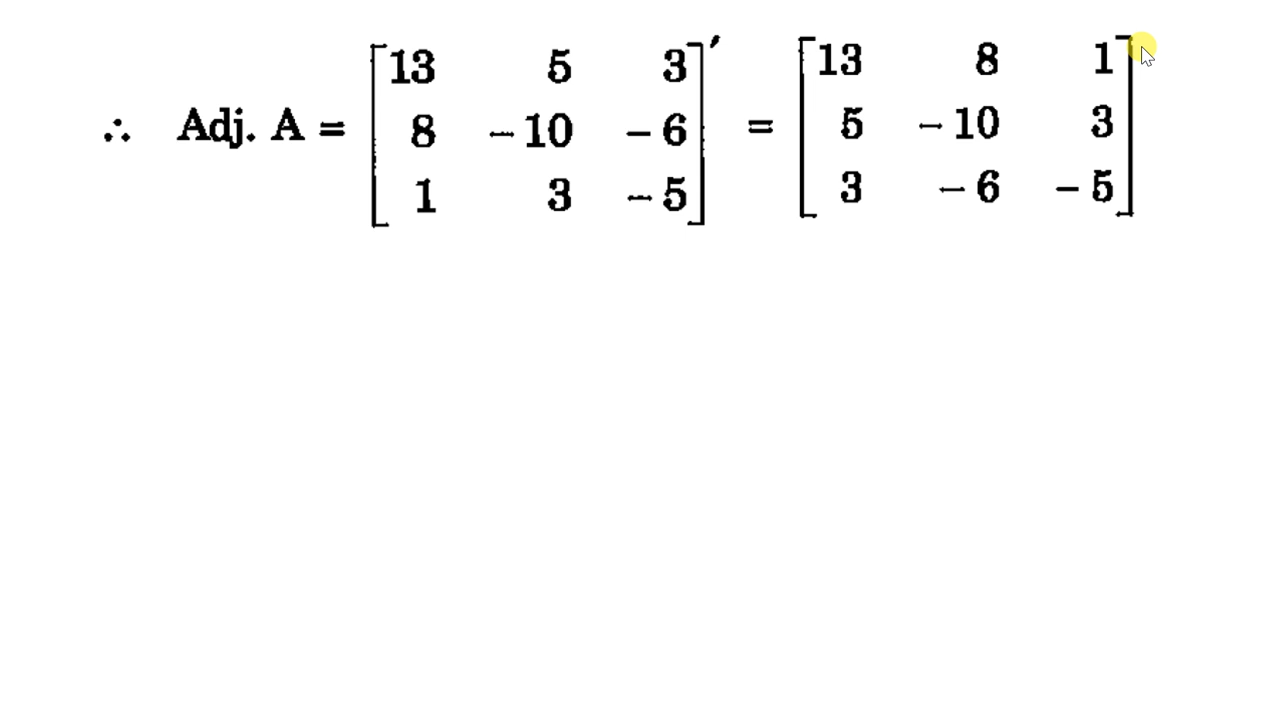 ∴ Adj. A = [13 5 3]′ = [13 8 1]
[8 −10 −6] [5 −10 3]
[1 3 −5] [3 −6 −5]